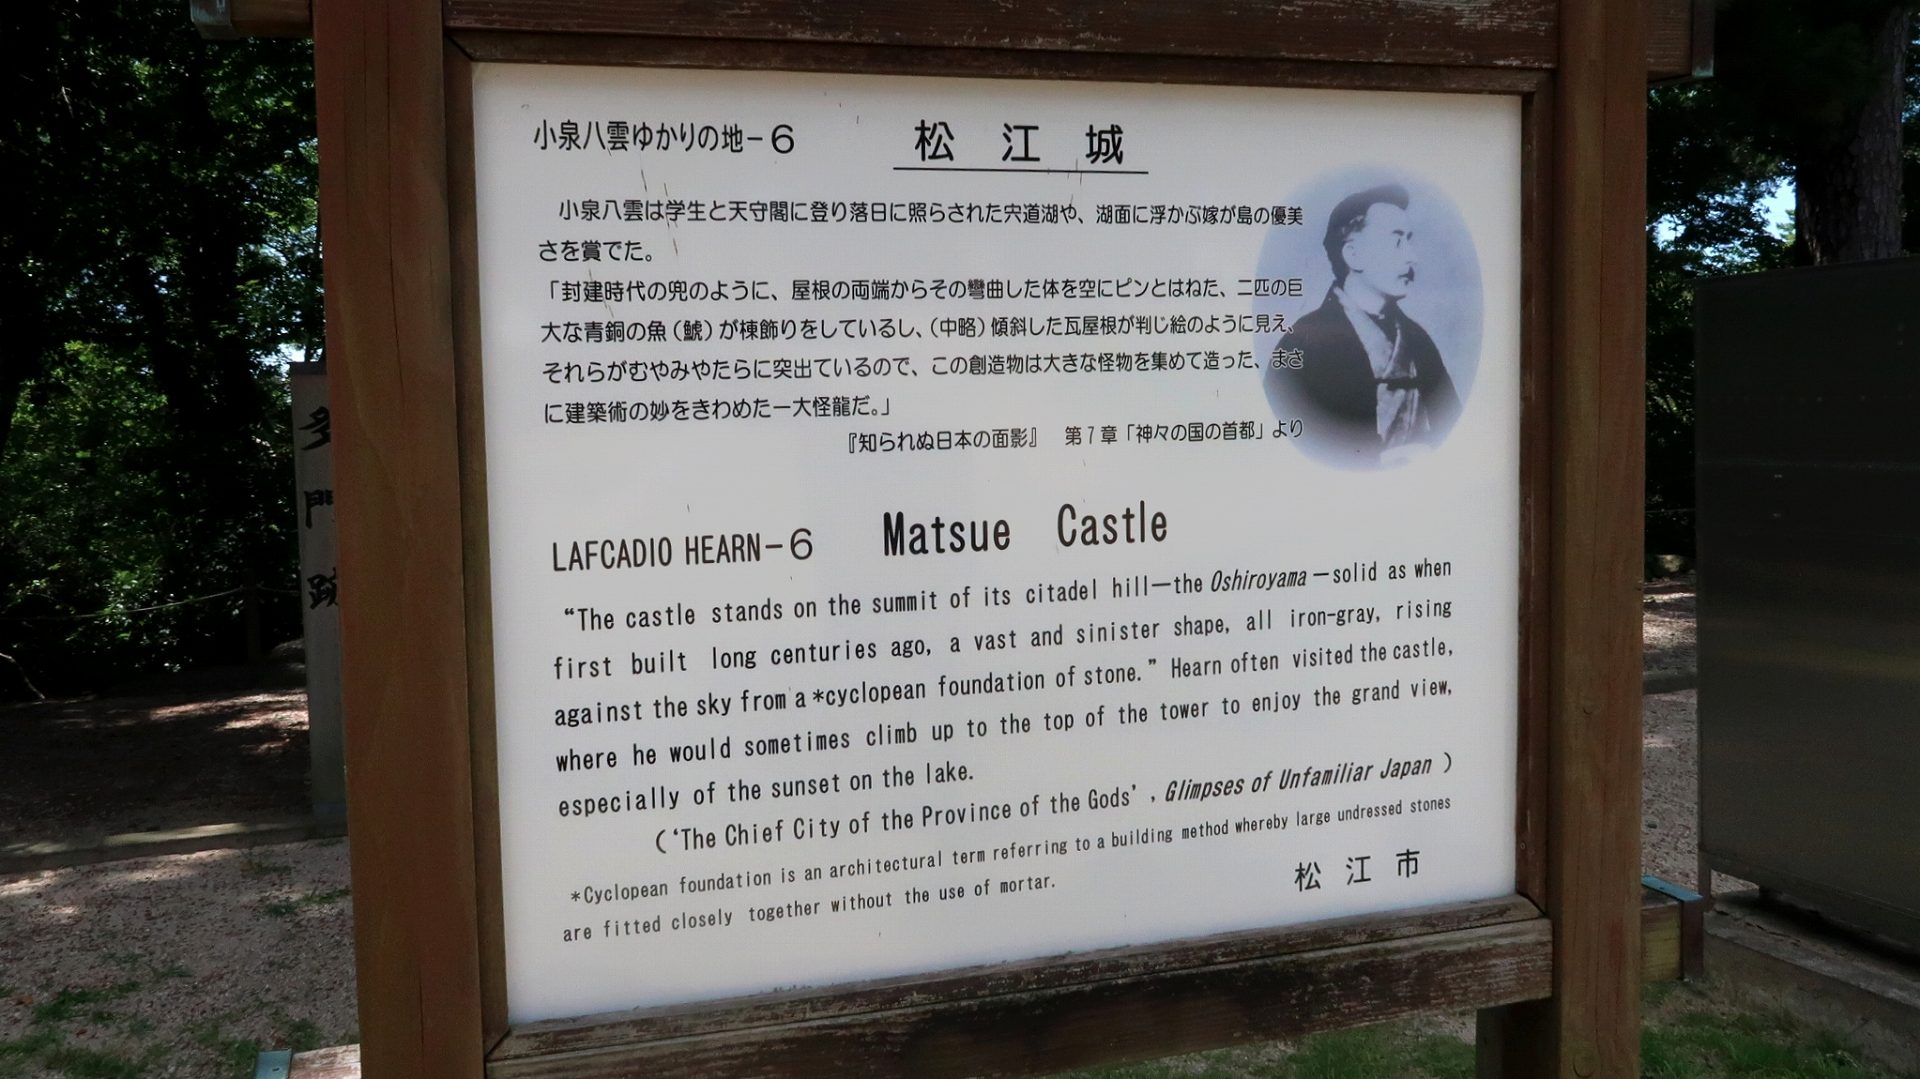 小泉八雲ゆかりの地−6　松江城
小泉八雲は学生と天守閣に登り落日に照らされた宍道湖や、湖面に浮かぶ嫁が島の優美
さを賞でた。
「封建時代の兜のように、屋根の両端からその彎曲した体を空にピンとはねた、二匹の巨
大な青銅の魚（鯱）が棟飾りをしているし、（中略）傾斜した瓦屋根が判じ絵のように見え、
それらがむやみやたらに突出ているので、この創造物は大きな怪物を集めて造った、まさ
に建築術の妙をきわめた一大怪龍だ。」
『知られぬ日本の面影』　第7章「神々の国の首都」より
LAFCADIO HEARN−6　Matsue Castle
“The castle stands on the summit of its citadel hill—the Oshiroyama—solid as when
first built long centuries ago, a vast and sinister shape, all iron-gray, rising
against the sky from a *cyclopean foundation of stone.” Hearn often visited the castle,
where he would sometimes climb up to the top of the tower to enjoy the grand view,
especially of the sunset on the lake.
(‘The Chief City of the Province of the Gods’, Glimpses of Unfamiliar Japan )
*Cyclopean foundation is an architectural term referring to a building method whereby large undressed stones
are fitted closely together without the use of mortar.
松江市
多門跡